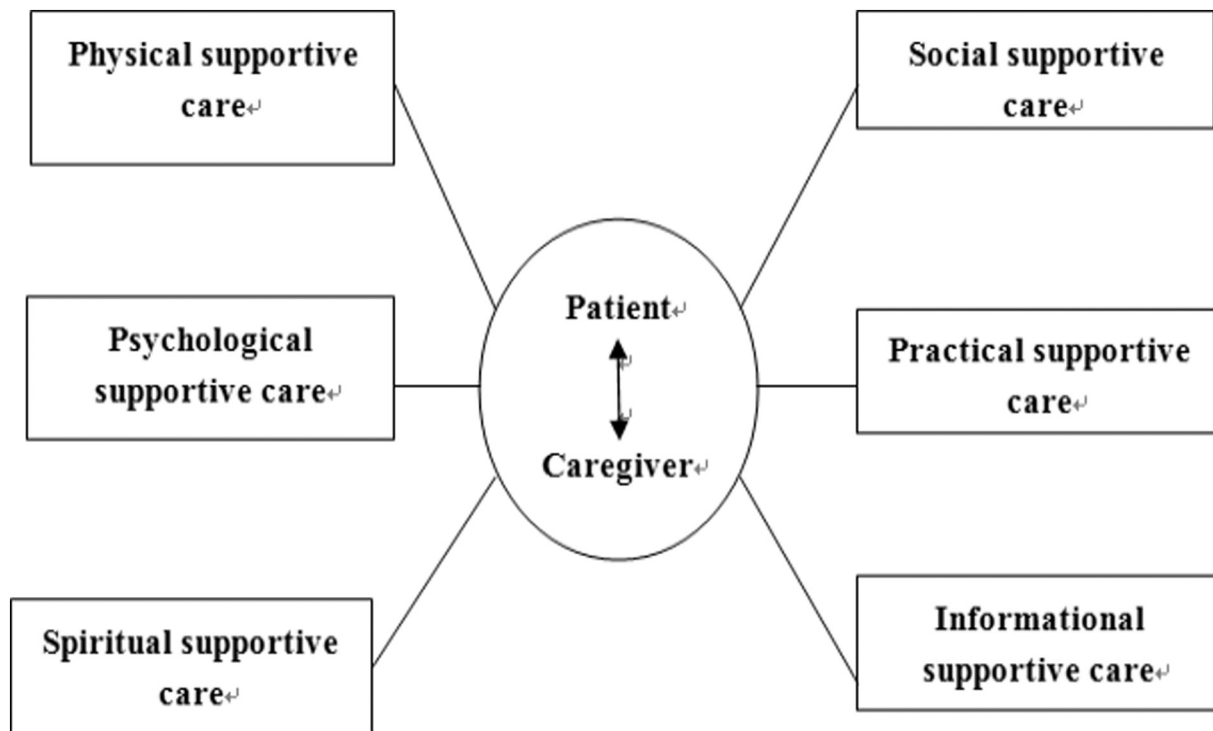 Physical supportive
care↵
Social supportive
care↵
Patient↵
↵
↵
Caregiver↵
Psychological
supportive care↵
Practical supportive
care↵
Spiritual supportive
care↵
Informational
supportive care↵